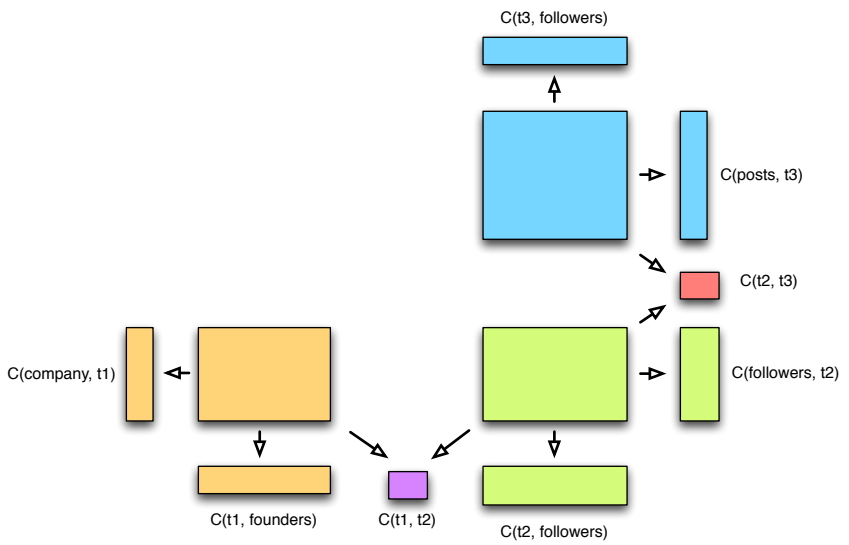 C(t3, followers)
C(posts, t3)
C(t2, t3)
C(company, t1)
C(followers, t2)
C(t1, founders)
C(t1, t2)
C(t2, followers)